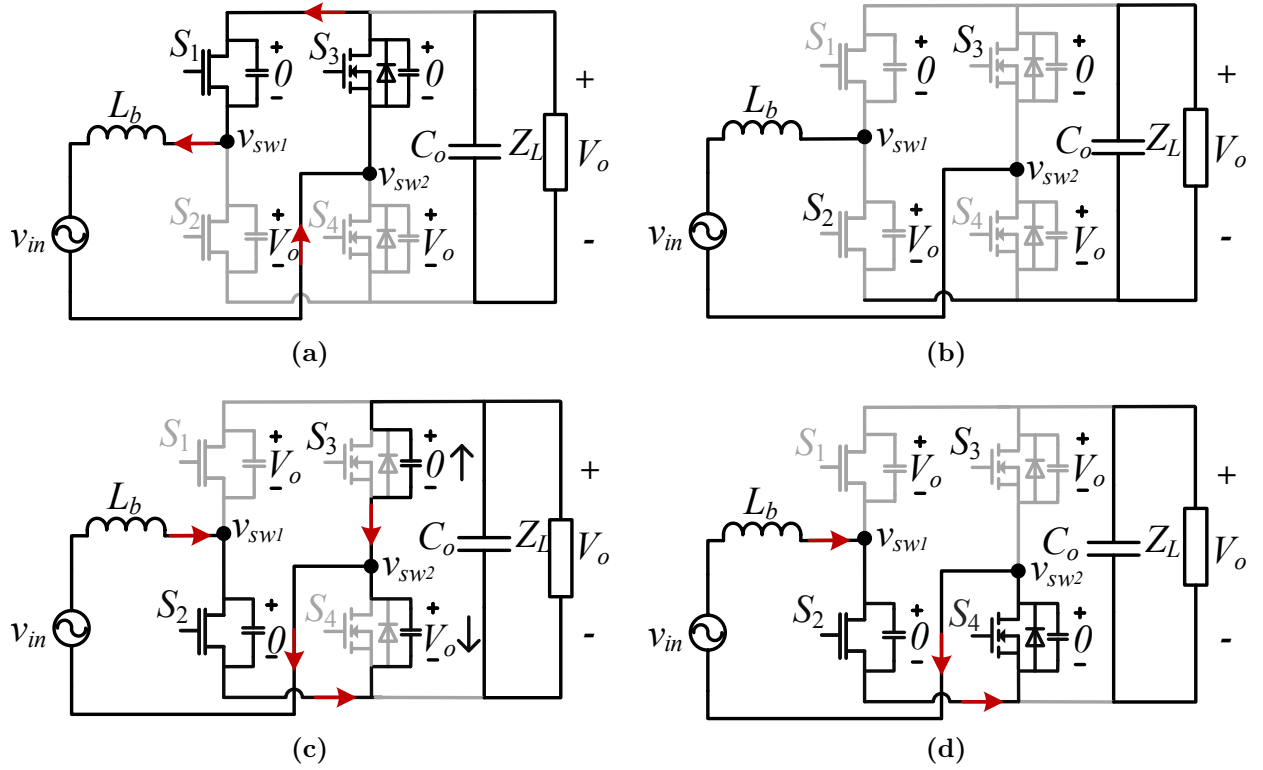 S1 + 0 - S3 + 0 -
Lb vsw1 Co ZL + Vo -
vsw2
vin S2 + Vo - S4 + Vo -
(a)
S1 + 0 - S3 + 0 -
Lb vsw1 Co ZL + Vo -
vsw2
vin S2 + Vo - S4 + Vo -
(b)
S1 + Vo - S3 + 0 -
Lb vsw1 Co ZL + Vo -
vsw2
vin S2 + 0 - S4 + Vo -
(c)
S1 + Vo - S3 + Vo -
Lb vsw1 Co ZL + Vo -
vsw2
vin S2 + 0 - S4 + 0 -
(d)